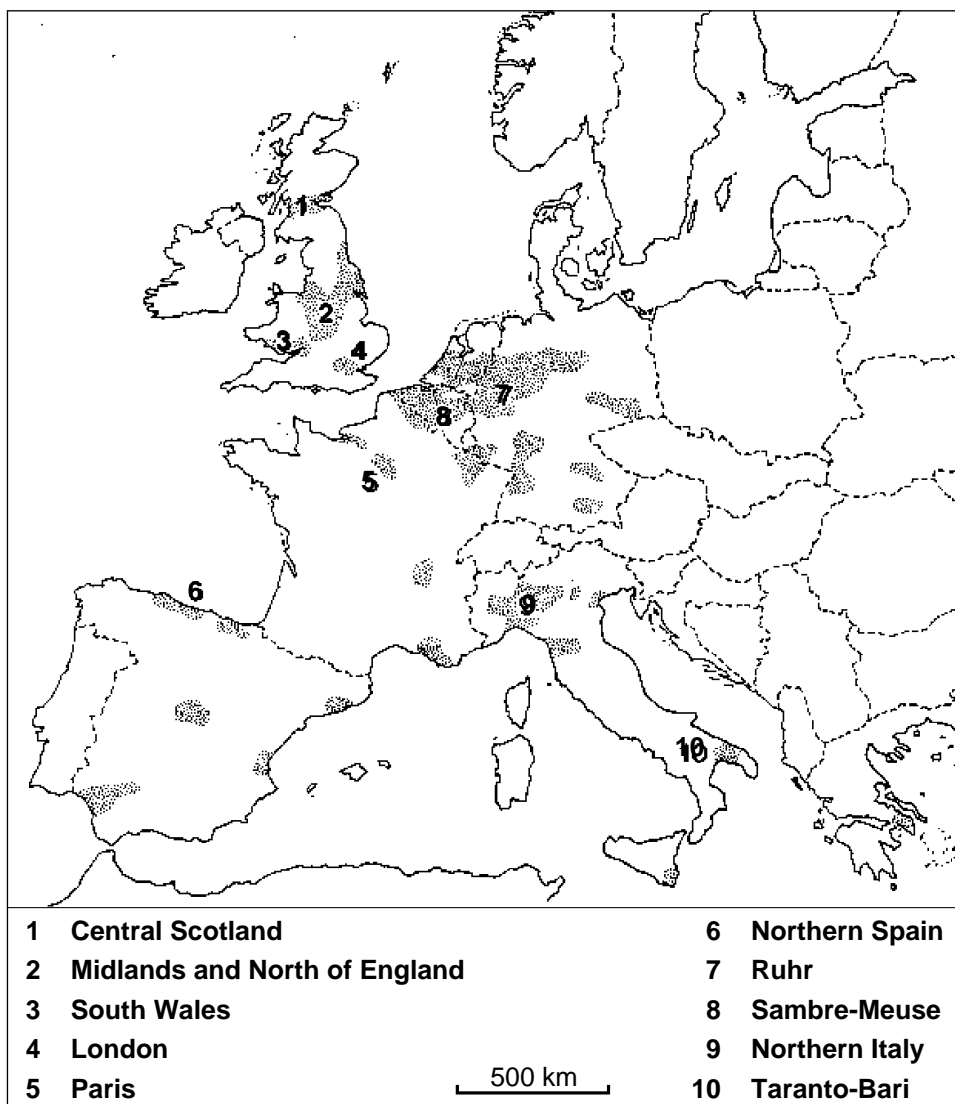 1
2
3
4
7
8
5
6
9
10
1 Central Scotland
2 Midlands and North of England
3 South Wales
4 London
5 Paris
500 km
6 Northern Spain
7 Ruhr
8 Sambre-Meuse
9 Northern Italy
10 Taranto-Bari